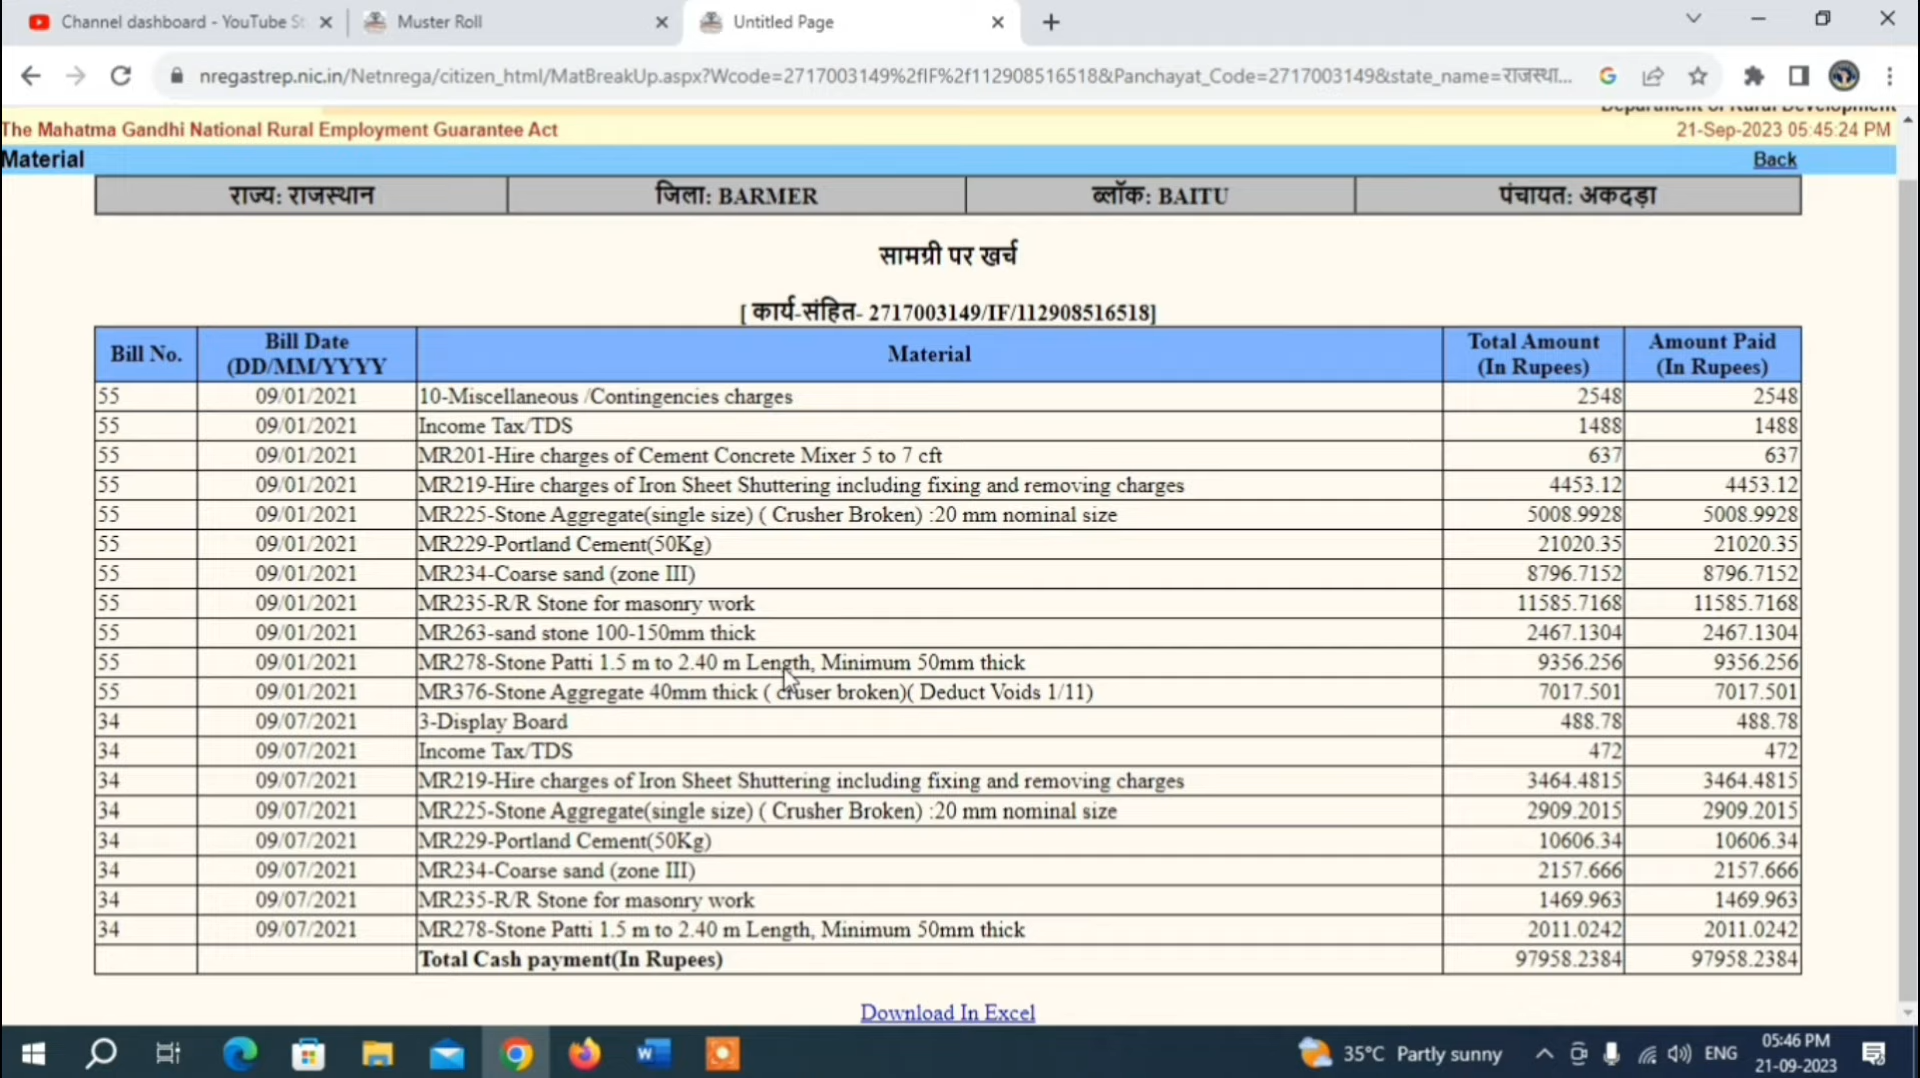 Channel dashboard - YouTube St
Muster Roll
Untitled Page
nregastrep.nic.in/Netnrega/citizen_html/MatBreakUp.aspx?Wcode=2717003149%2fIF%2f112908516518&Panchayat_Code=2717003149&state_name=राजस्था...
Department of Rural Development
The Mahatma Gandhi National Rural Employment Guarantee Act 21-Sep-2023 05:45:24 PM
Material Back
राज्य: राजस्थान जिला: BARMER ब्लॉक: BAITU पंचायत: अकदड़ा
सामग्री पर खर्च
[ कार्य-संहित- 2717003149/IF/112908516518]
Bill No. Bill Date (DD/MM/YYYY Material Total Amount (In Rupees) Amount Paid (In Rupees)
55 09/01/2021 10-Miscellaneous /Contingencies charges 2548 2548
55 09/01/2021 Income Tax/TDS 1488 1488
55 09/01/2021 MR201-Hire charges of Cement Concrete Mixer 5 to 7 cft 637 637
55 09/01/2021 MR219-Hire charges of Iron Sheet Shuttering including fixing and removing charges 4453.12 4453.12
55 09/01/2021 MR225-Stone Aggregate(single size) ( Crusher Broken) :20 mm nominal size 5008.9928 5008.9928
55 09/01/2021 MR229-Portland Cement(50Kg) 21020.35 21020.35
55 09/01/2021 MR234-Coarse sand (zone III) 8796.7152 8796.7152
55 09/01/2021 MR235-R/R Stone for masonry work 11585.7168 11585.7168
55 09/01/2021 MR263-sand stone 100-150mm thick 2467.1304 2467.1304
55 09/01/2021 MR278-Stone Patti 1.5 m to 2.40 m Length, Minimum 50mm thick 9356.256 9356.256
55 09/01/2021 MR376-Stone Aggregate 40mm thick ( cruser broken)( Deduct Voids 1/11) 7017.501 7017.501
34 09/07/2021 3-Display Board 488.78 488.78
34 09/07/2021 Income Tax/TDS 472 472
34 09/07/2021 MR219-Hire charges of Iron Sheet Shuttering including fixing and removing charges 3464.4815 3464.4815
34 09/07/2021 MR225-Stone Aggregate(single size) ( Crusher Broken) :20 mm nominal size 2909.2015 2909.2015
34 09/07/2021 MR229-Portland Cement(50Kg) 10606.34 10606.34
34 09/07/2021 MR234-Coarse sand (zone III) 2157.666 2157.666
34 09/07/2021 MR235-R/R Stone for masonry work 1469.963 1469.963
34 09/07/2021 MR278-Stone Patti 1.5 m to 2.40 m Length, Minimum 50mm thick 2011.0242 2011.0242
Total Cash payment(In Rupees) 97958.2384 97958.2384
Download In Excel
35°C Partly sunny ENG 05:46 PM
21-09-2023